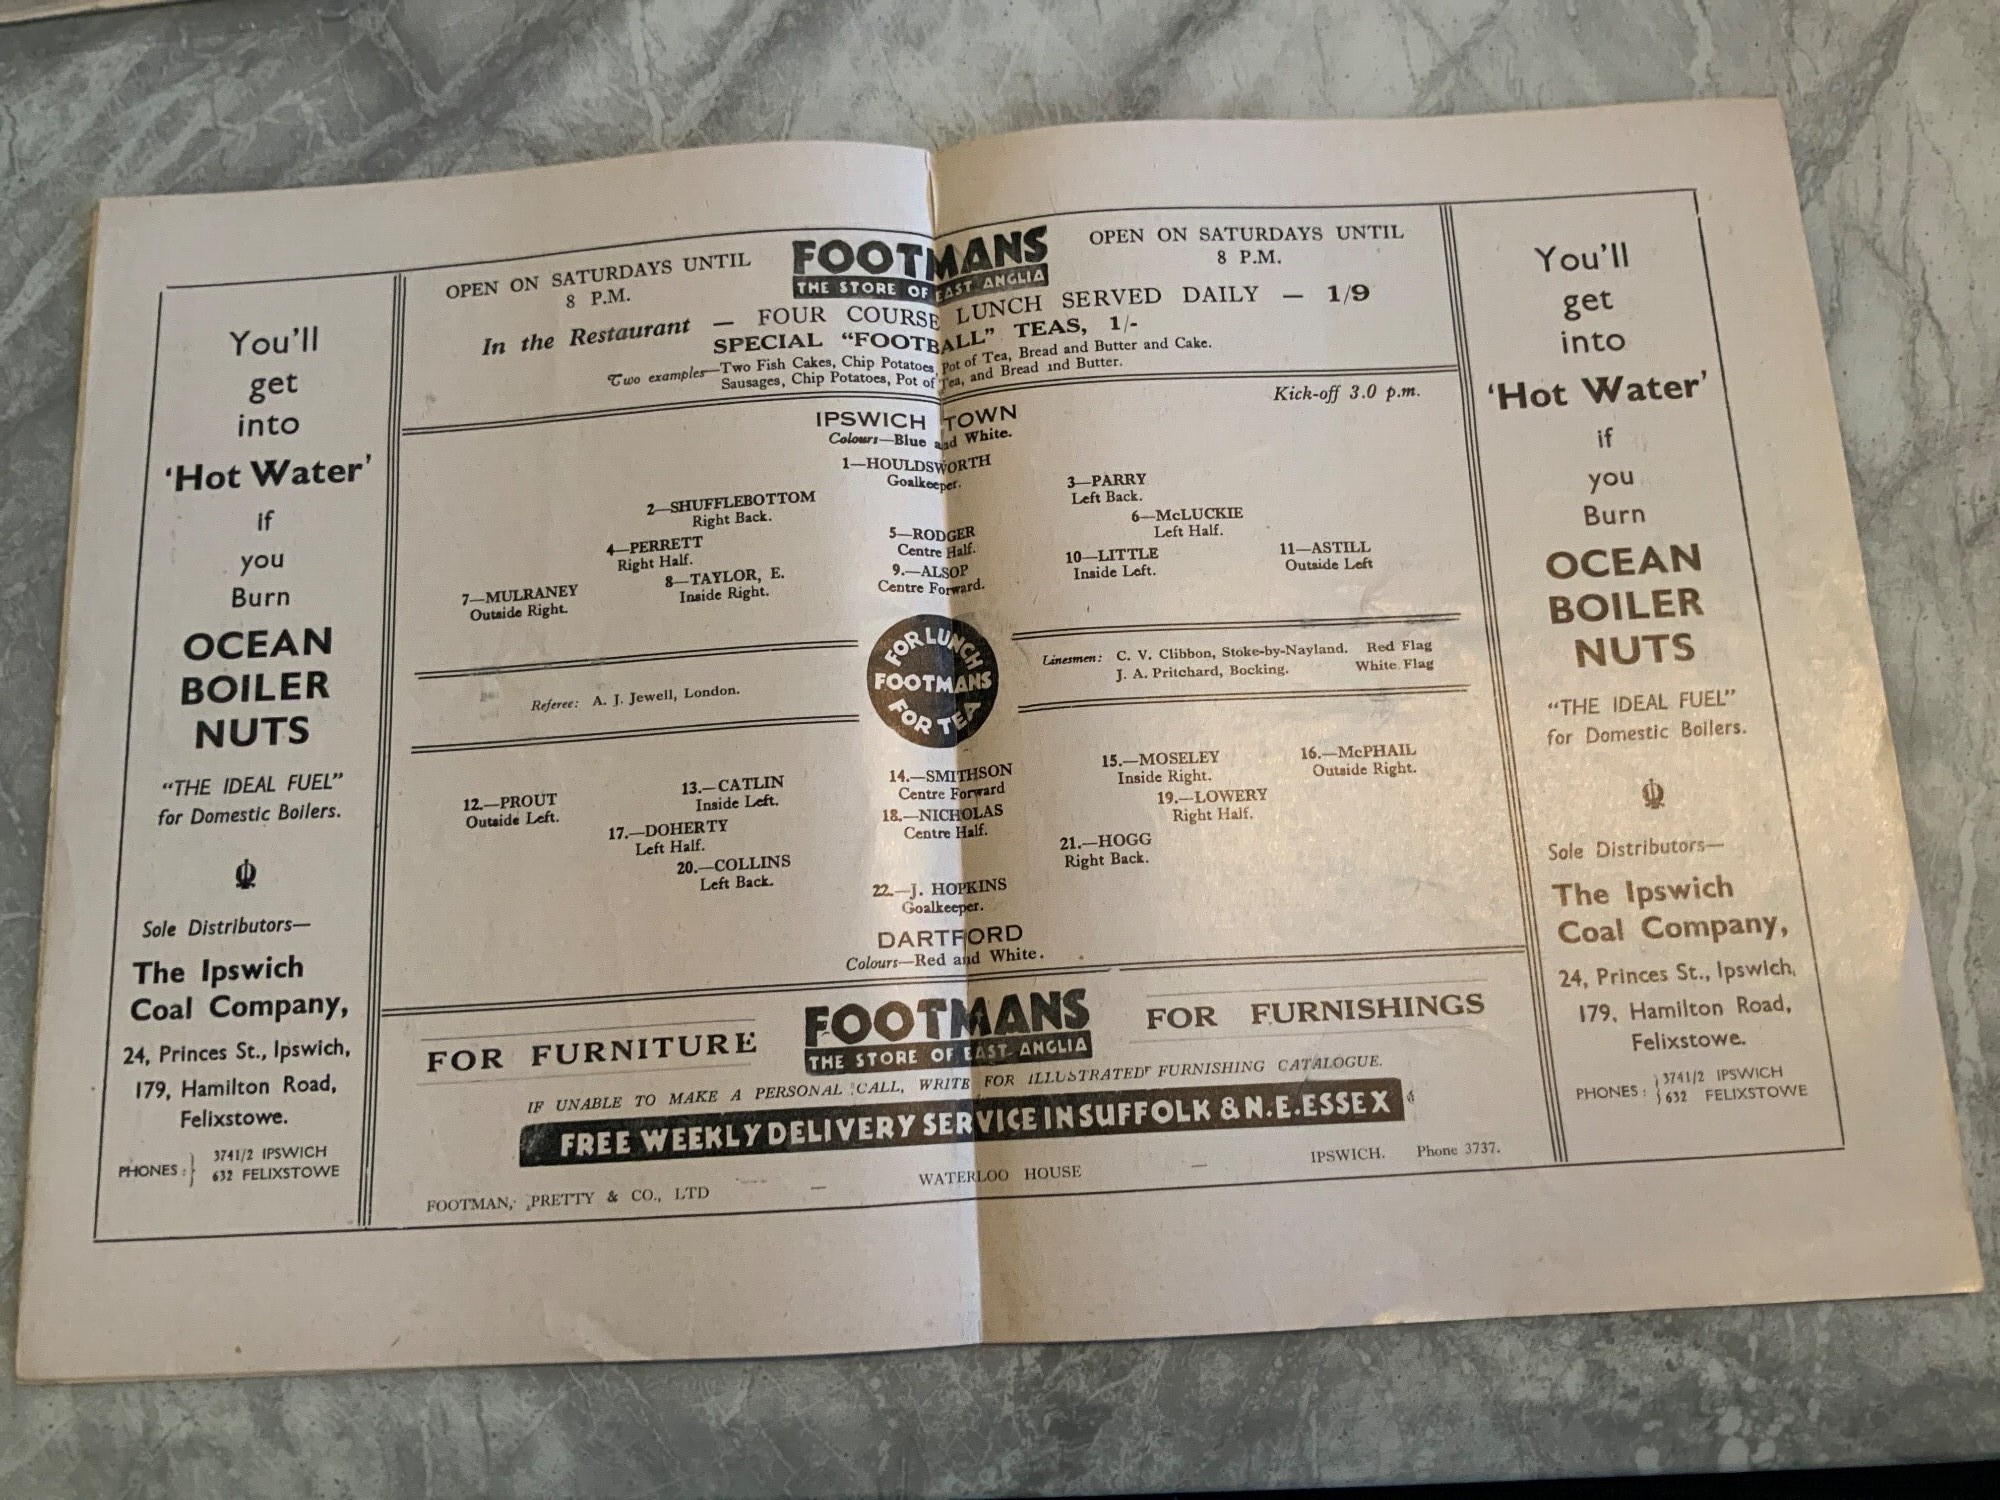 You'll
get
into
'Hot Water'
if
you
Burn
OCEAN
BOILER
NUTS
"THE IDEAL FUEL"
for Domestic Boilers.
Sole Distributors—
The Ipswich
Coal Company,
24, Princes St., Ipswich,
179, Hamilton Road,
Felixstowe.
PHONES : } 3741/2 IPSWICH
632 FELIXSTOWE
OPEN ON SATURDAYS UNTIL
8 P.M.
FOOTMANS
THE STORE OF EAST ANGLIA
OPEN ON SATURDAYS UNTIL
8 P.M.
In the Restaurant — FOUR COURSE LUNCH SERVED DAILY — 1/9
SPECIAL "FOOTBALL" TEAS, 1/-
Two examples—Two Fish Cakes, Chip Potatoes, Pot of Tea, Bread and Butter and Cake.
Sausages, Chip Potatoes, Pot of Tea, and Bread and Butter.
Kick-off 3.0 p.m.
IPSWICH TOWN
Colours—Blue and White.
1—HOULDSWORTH
Goalkeeper.
2—SHUFFLEBOTTOM
Right Back.
3—PARRY
Left Back.
4—PERRETT
Right Half.
5—RODGER
Centre Half.
6—McLUCKIE
Left Half.
7—MULRANEY
Outside Right.
8—TAYLOR, E.
Inside Right.
9.—ALSOP
Centre Forward.
10—LITTLE
Inside Left.
11—ASTILL
Outside Left
Referee: A. J. Jewell, London.
FOR LUNCH
FOOTMANS
FOR TEA
Linesmen: C. V. Clibbon, Stoke-by-Nayland. Red Flag
J. A. Pritchard, Bocking. White Flag
12.—PROUT
Outside Left.
13.—CATLIN
Inside Left.
14.—SMITHSON
Centre Forward
15.—MOSELEY
Inside Right.
16.—McPHAIL
Outside Right.
17.—DOHERTY
Left Half.
18.—NICHOLAS
Centre Half.
19.—LOWERY
Right Half.
20.—COLLINS
Left Back.
21.—HOGG
Right Back.
22.—J. HOPKINS
Goalkeeper.
DARTFORD
Colours—Red and White.
FOR FURNITURE
FOOTMANS
THE STORE OF EAST ANGLIA
FOR FURNISHINGS
IF UNABLE TO MAKE A PERSONAL CALL, WRITE FOR ILLUSTRATED FURNISHING CATALOGUE.
FREE WEEKLY DELIVERY SERVICE IN SUFFOLK & N.E. ESSEX
FOOTMAN, PRETTY & CO., LTD — WATERLOO HOUSE — IPSWICH. Phone 3737.
You'll
get
into
'Hot Water'
if
you
Burn
OCEAN
BOILER
NUTS
"THE IDEAL FUEL"
for Domestic Boilers.
Sole Distributors—
The Ipswich
Coal Company,
24, Princes St., Ipswich,
179, Hamilton Road,
Felixstowe.
PHONES : } 3741/2 IPSWICH
632 FELIXSTOWE